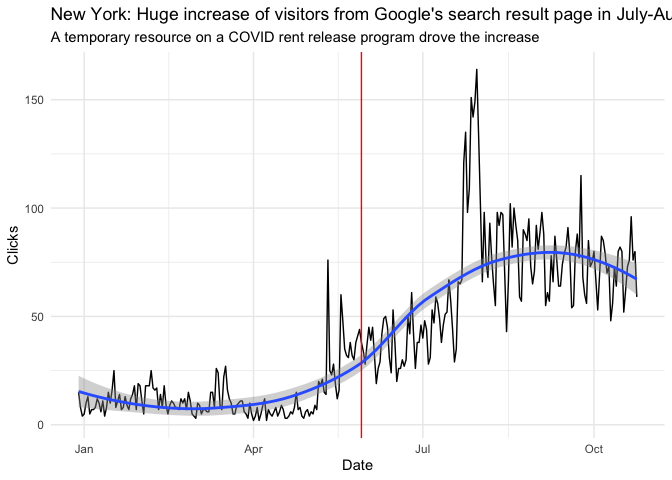 New York: Huge increase of visitors from Google's search result page in July-Au
A temporary resource on a COVID rent release program drove the increase
150
100
50
0
Clicks
Jan Apr Jul Oct
Date